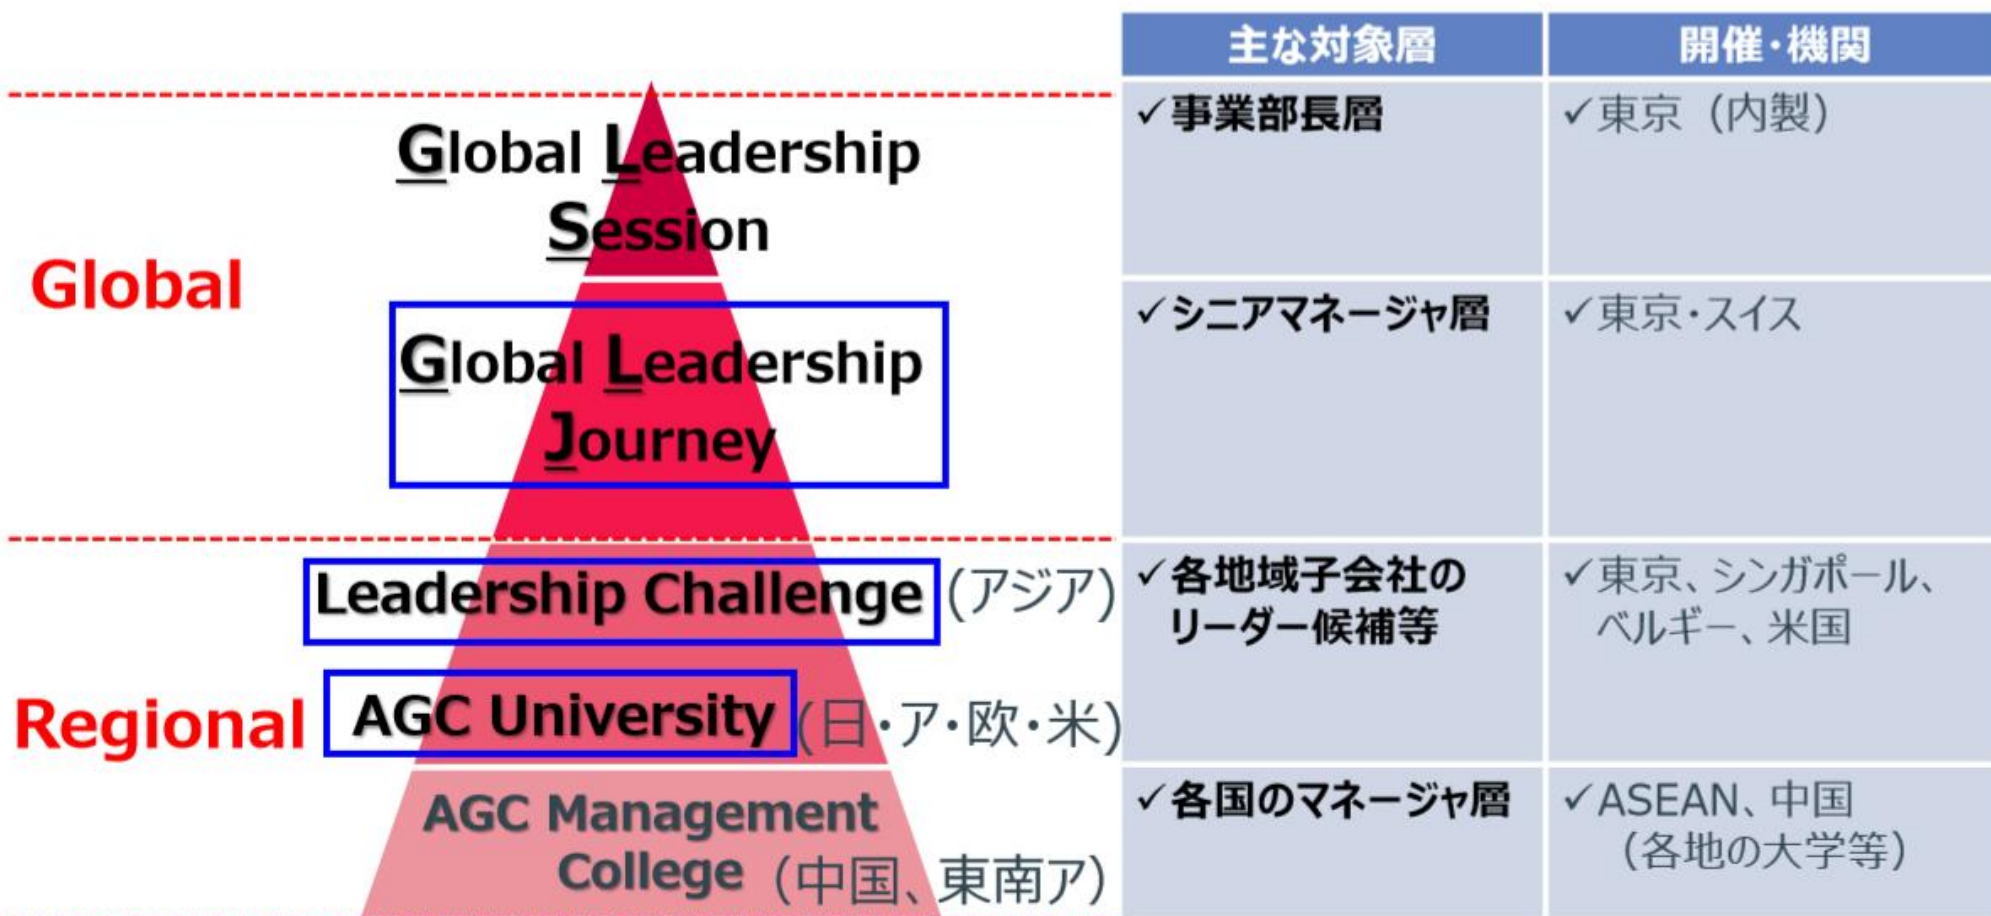 主な対象層
開催・機関
Global Leadership
Session
✓事業部長層
✓東京（内製）
Global
Global Leadership
Journey
✓シニアマネージャ層
✓東京・スイス
Leadership Challenge (アジア)
✓各地域子会社の
リーダー候補等
✓東京、シンガポール、
ベルギー、米国
Regional
AGC University (日・ア・欧・米)
AGC Management
College (中国、東南ア)
✓各国のマネージャ層
✓ASEAN、中国
（各地の大学等）